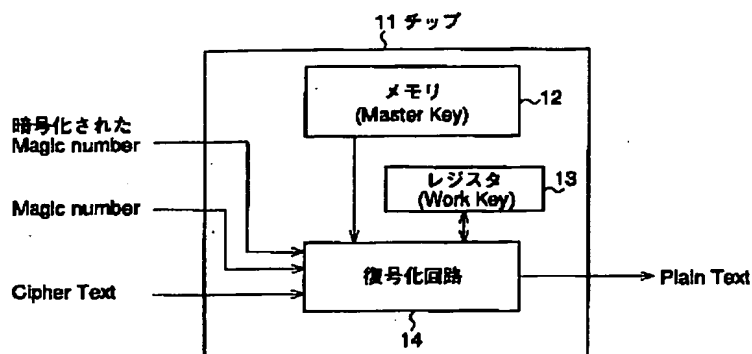 11 チップ
メモリ
(Master Key)
12
暗号化された
Magic number
レジスタ
(Work Key)
13
Magic number
復号化回路
Cipher Text
Plain Text
14